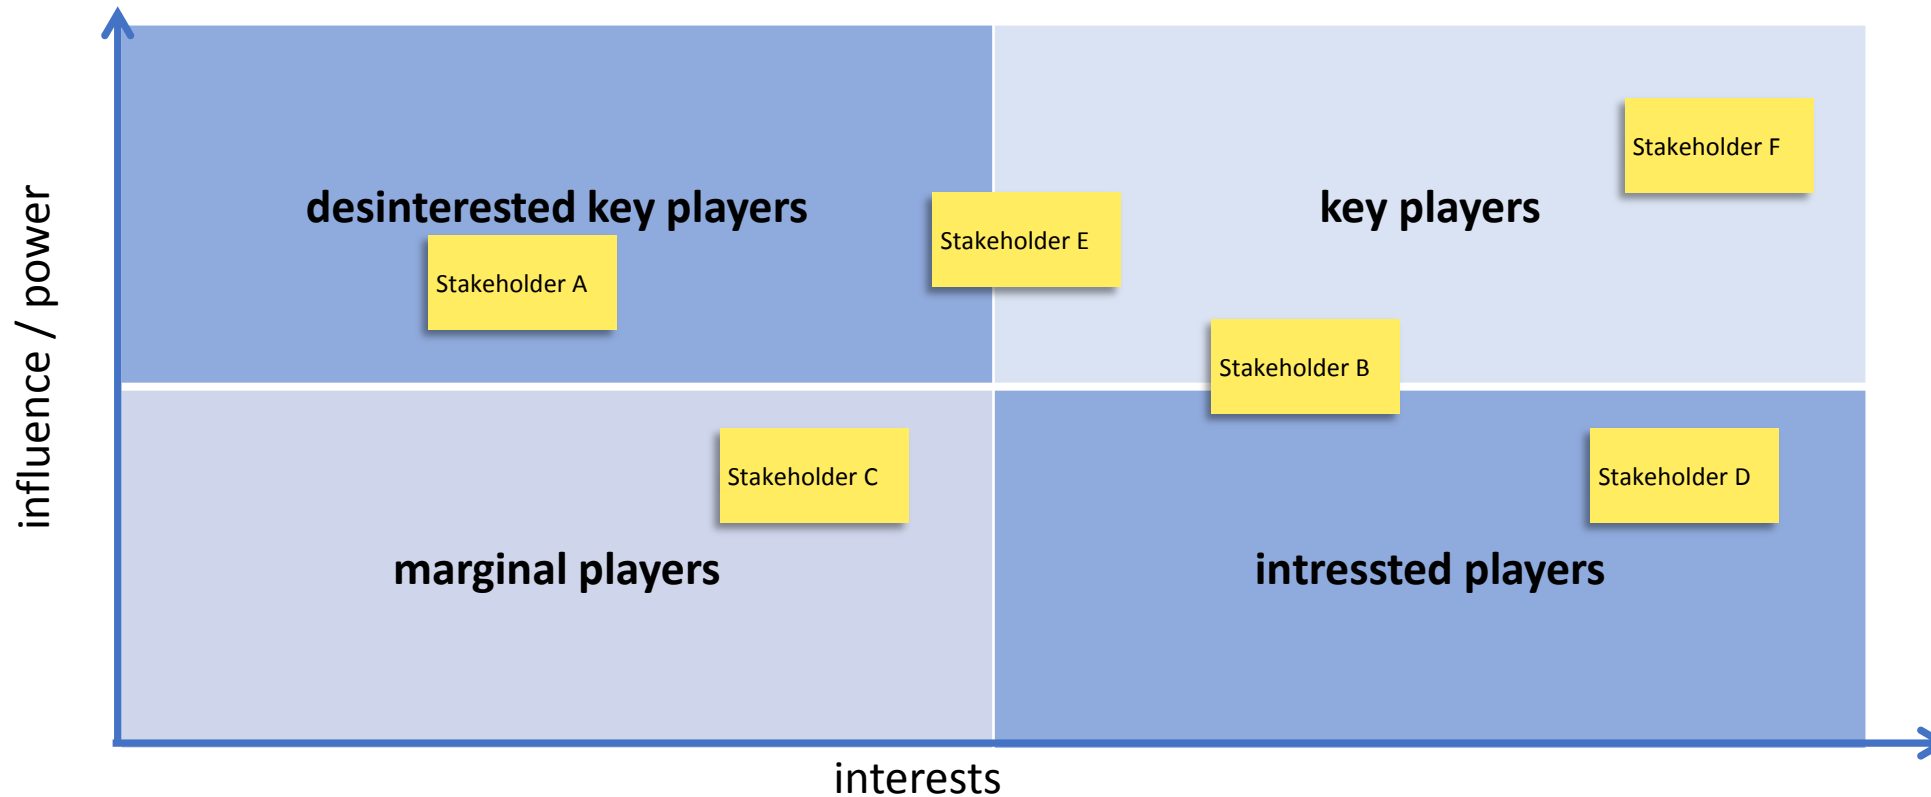 influence / power
desinterested key players
key players
Stakeholder F
Stakeholder E
Stakeholder A
Stakeholder B
Stakeholder C
Stakeholder D
marginal players
intressted players
interests